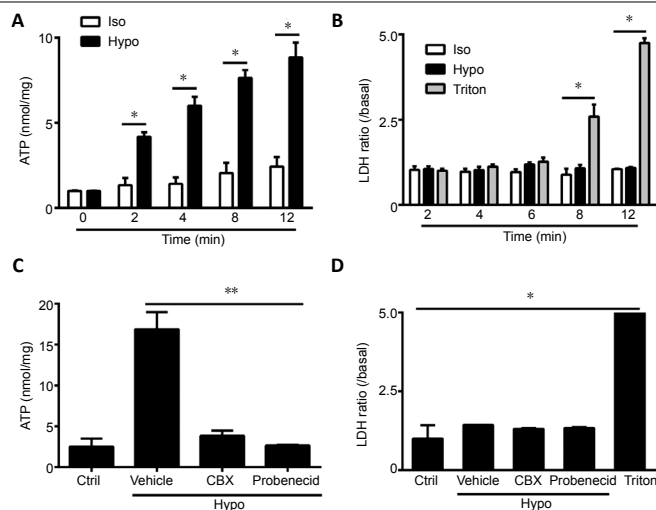 A
Iso
Hypo
*
*
*
*
ATP (nmol/mg)
10
5
0
0 2 4 8 12
Time (min)
B
Iso
Hypo
Triton
*
*
LDH ratio (/basal)
5.0
2.5
0
2 4 6 8 12
Time (min)
C
**
ATP (nmol/mg)
20
15
10
5
0
Ctril Vehicle CBX Probenecid
Hypo
D
*
LDH ratio (/basal)
5.0
2.5
0
Ctril Vehicle CBX Probenecid Triton
Hypo